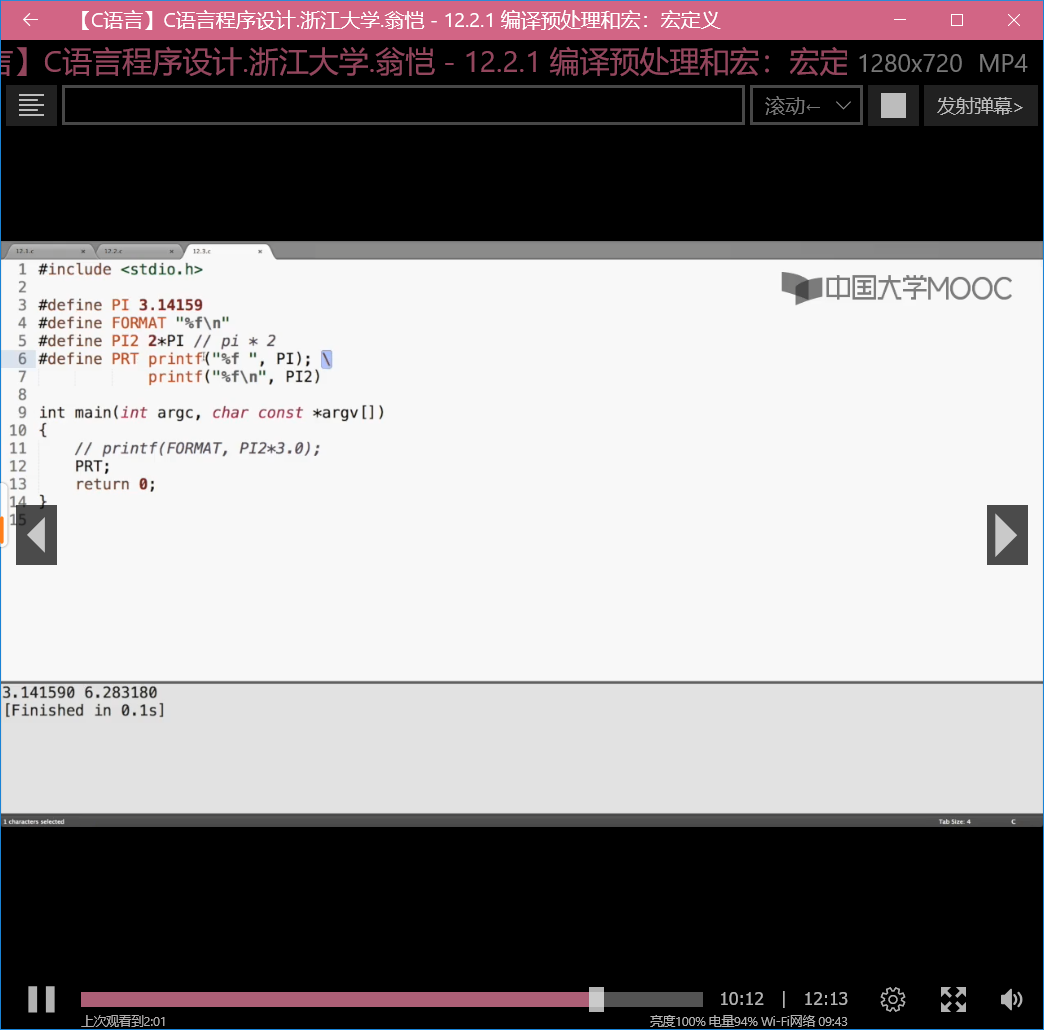 【C语言】C语言程序设计.浙江大学.翁恺 - 12.2.1 编译预处理和宏：宏定义
言】C语言程序设计.浙江大学.翁恺 - 12.2.1 编译预处理和宏：宏定 1280x720 MP4
滚动← 发射弹幕>
12.1.c × 12.2.c × 12.3.c ×
1 #include <stdio.h>
2
3 #define PI 3.14159
4 #define FORMAT "%f\n"
5 #define PI2 2*PI // pi * 2
6 #define PRT printf("%f ", PI); \
7 printf("%f\n", PI2)
8
9 int main(int argc, char const *argv[])
10 {
11 // printf(FORMAT, PI2*3.0);
12 PRT;
13 return 0;
14 }
15
中国大学MOOC
3.141590 6.283180
[Finished in 0.1s]
1 characters selected Tab Size: 4 C
10:12 | 12:13
上次观看到2:01 亮度100% 电量94% Wi-Fi网络 09:43